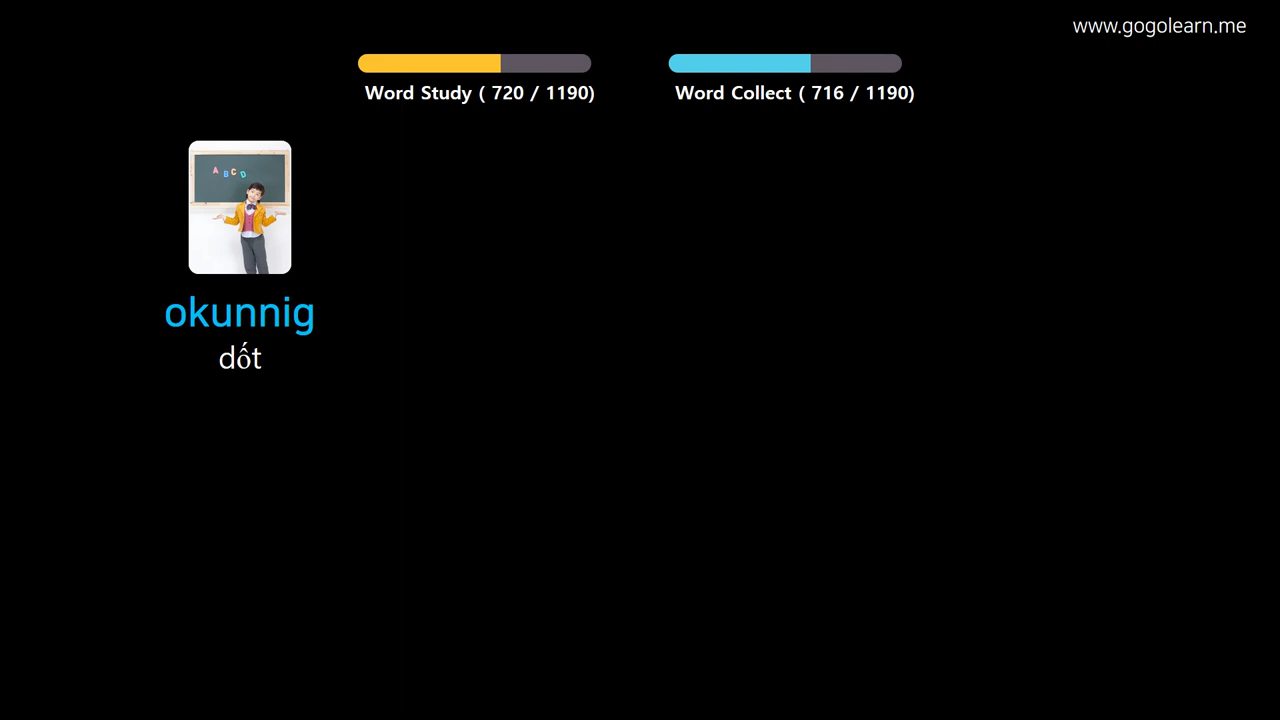 www.gogolearn.me
Word Study ( 720 / 1190)
Word Collect ( 716 / 1190)
A B C D
okunnig
dốt